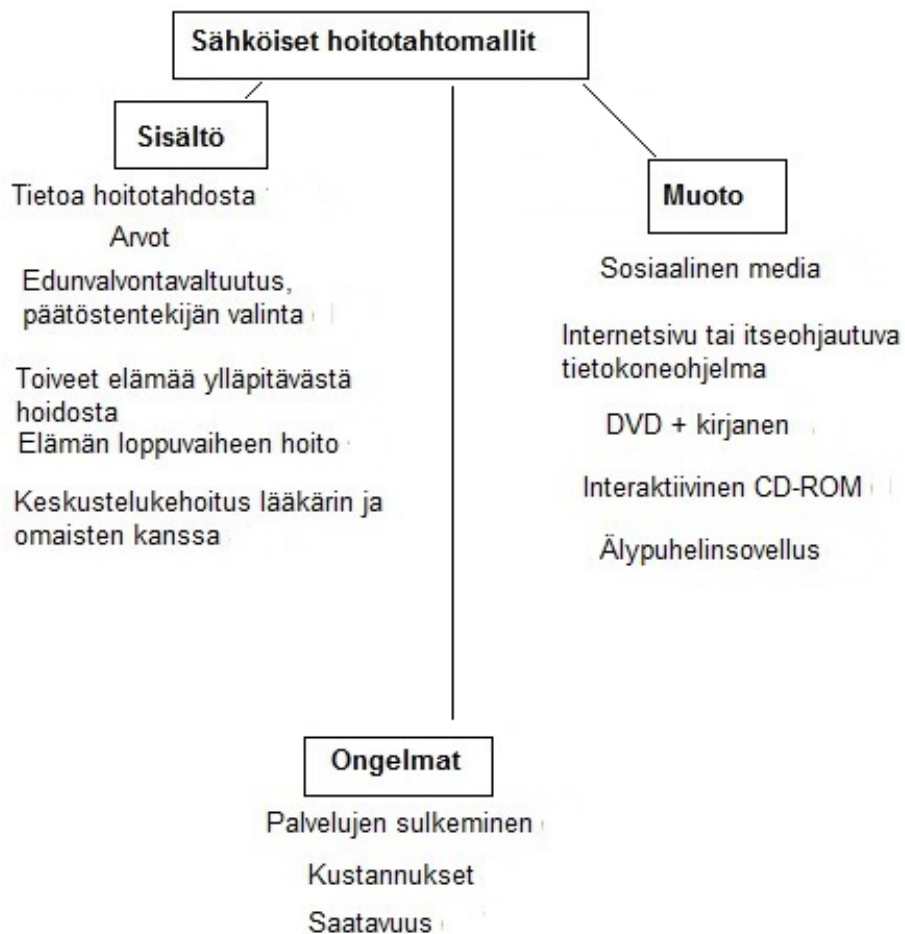 Sähköiset hoitotahtomallit
Sisältö
Tietoa hoitotahdosta
Arvot
Edunvalvontavaltuutus,
päätöstentekijän valinta
Toiveet elämää ylläpitävästä
hoidosta
Elämän loppuvaiheen hoito
Keskustelukehoitus lääkärin ja
omaisten kanssa
Muoto
Sosiaalinen media
Internetsivu tai itseohjautuva
tietokoneohjelma
DVD + kirjanen
Interaktiivinen CD-ROM
Älypuhelinsovellus
Ongelmat
Palvelujen sulkeminen
Kustannukset
Saatavuus